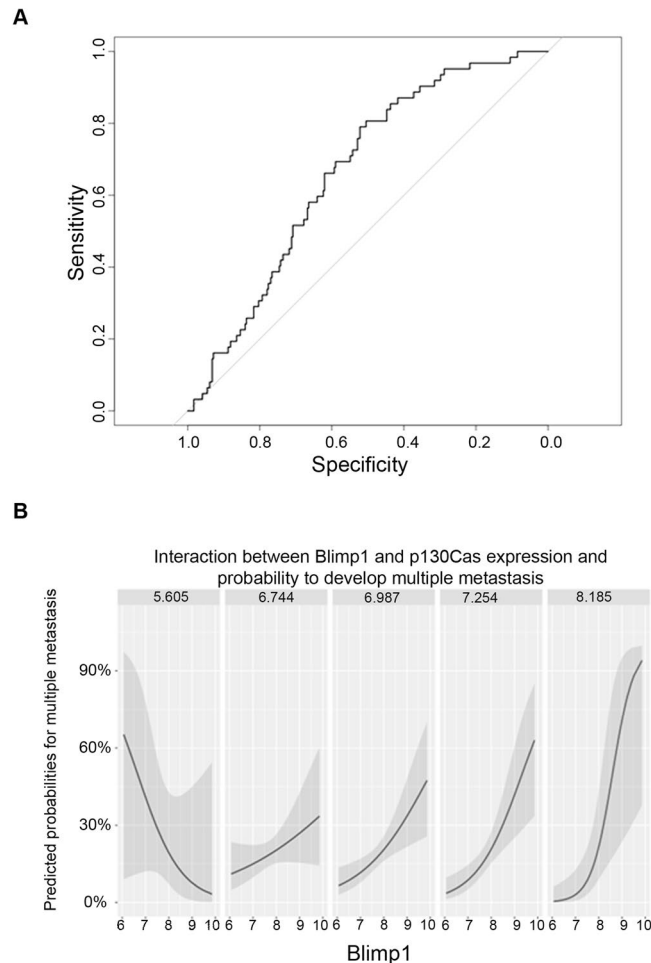 A
Sensitivity
1.0
0.8
0.6
0.4
0.2
0.0
1.0 0.8 0.6 0.4 0.2 0.0
Specificity
B
Interaction between Blimp1 and p130Cas expression and
probability to develop multiple metastasis
5.605 6.744 6.987 7.254 8.185
Predicted probabilities for multiple metastasis
90%
60%
30%
0%
6 7 8 9 10 6 7 8 9 10 6 7 8 9 10 6 7 8 9 10 6 7 8 9 10
Blimp1